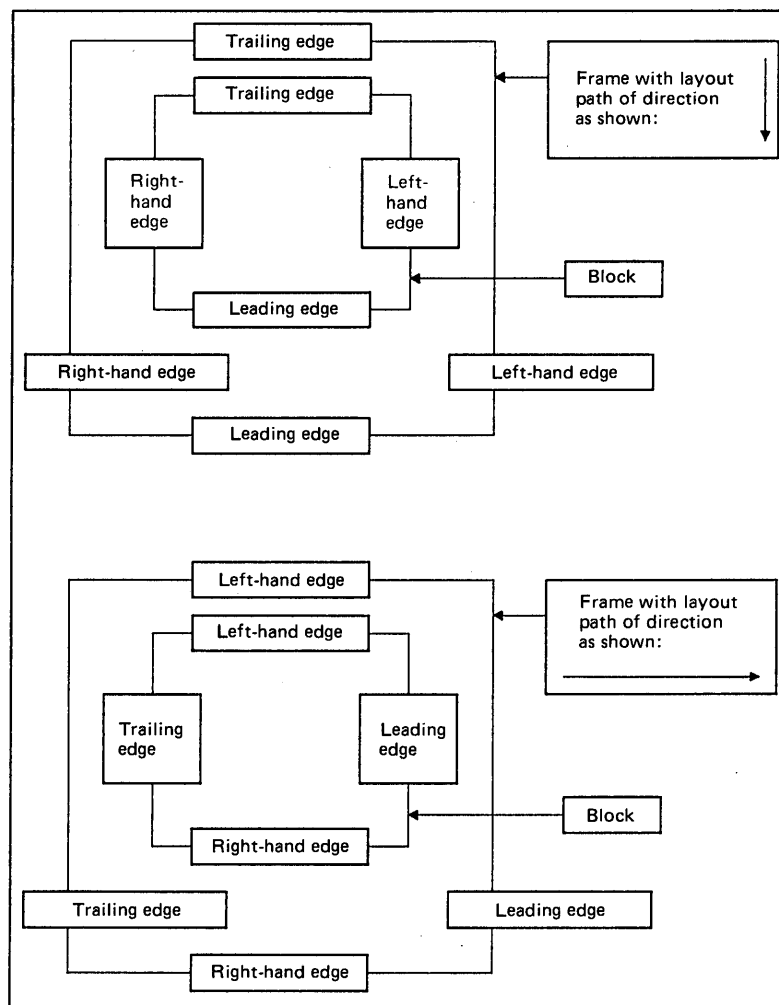 Trailing edge
Trailing edge
Frame with layout
path of direction
as shown:
Right-
hand
edge
Left-
hand
edge
Block
Leading edge
Right-hand edge
Left-hand edge
Leading edge
Left-hand edge
Left-hand edge
Frame with layout
path of direction
as shown:
Trailing
edge
Leading
edge
Block
Right-hand edge
Trailing edge
Leading edge
Right-hand edge